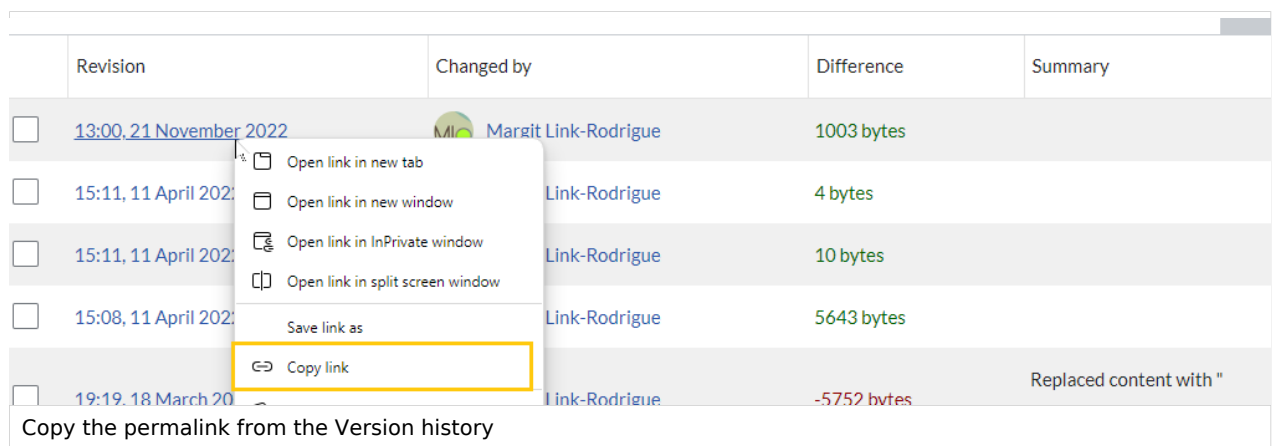 Revision Changed by Difference Summary
13:00, 21 November 2022 Margit Link-Rodrigue 1003 bytes
Open link in new tab
15:11, 11 April 202 Link-Rodrigue 4 bytes
Open link in new window
Open link in InPrivate window
15:11, 11 April 202 Link-Rodrigue 10 bytes
Open link in split screen window
15:08, 11 April 202 Link-Rodrigue 5643 bytes
Save link as
Copy link
Replaced content with "
19:19, 18 March 20 Link-Rodrigue -5752 bytes
Copy the permalink from the Version history